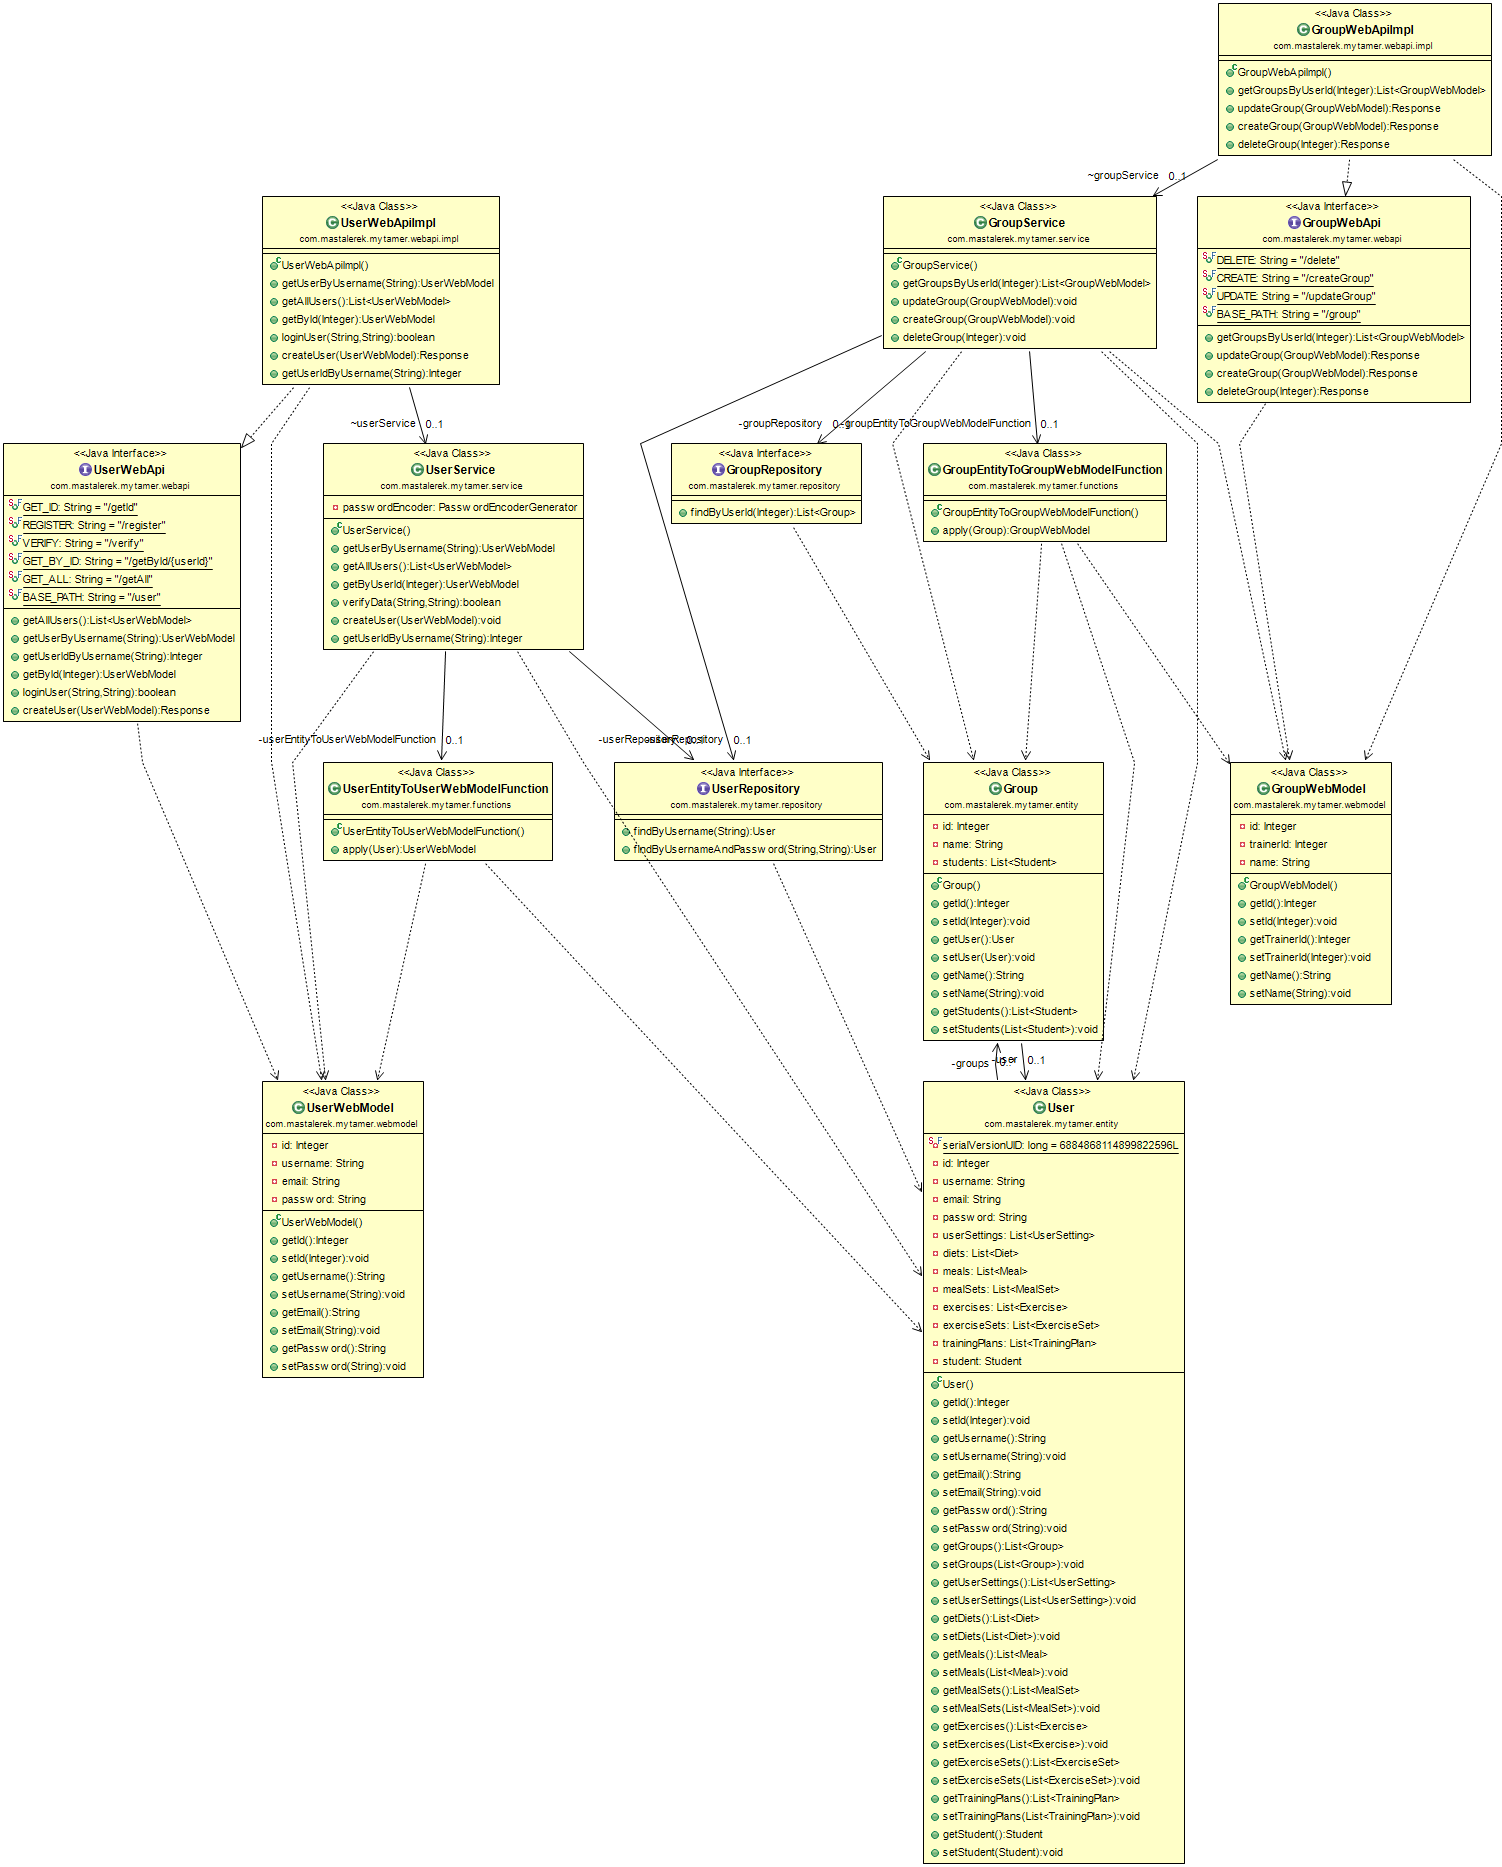 <<Java Class>>
GroupWebApiImpl
com.mastalerek.mytamer.webapi.impl
GroupWebApiImpl()
getGroupsByUserId(Integer):List<GroupWebModel>
updateGroup(GroupWebModel):Response
createGroup(GroupWebModel):Response
deleteGroup(Integer):Response
~groupService
0..1
<<Java Class>>
UserWebApiImpl
com.mastalerek.mytamer.webapi.impl
UserWebApiImpl()
getUserByUsername(String):UserWebModel
getAllUsers():List<UserWebModel>
getById(Integer):UserWebModel
loginUser(String,String):boolean
createUser(UserWebModel):Response
getUserIdByUsername(String):Integer
<<Java Class>>
GroupService
com.mastalerek.mytamer.service
GroupService()
getGroupsByUserId(Integer):List<GroupWebModel>
updateGroup(GroupWebModel):void
createGroup(GroupWebModel):void
deleteGroup(Integer):void
<<Java Interface>>
GroupWebApi
com.mastalerek.mytamer.webapi
DELETE: String = "/delete"
CREATE: String = "/createGroup"
UPDATE: String = "/updateGroup"
BASE_PATH: String = "/group"
getGroupsByUserId(Integer):List<GroupWebModel>
updateGroup(GroupWebModel):Response
createGroup(GroupWebModel):Response
deleteGroup(Integer):Response
~userService
0..1
-groupRepository
0..1
-groupEntityToGroupWebModelFunction
0..1
<<Java Interface>>
UserWebApi
com.mastalerek.mytamer.webapi
GET_ID: String = "/getId"
REGISTER: String = "/register"
VERIFY: String = "/verify"
GET_BY_ID: String = "/getById/{userId}"
GET_ALL: String = "/getAll"
BASE_PATH: String = "/user"
getAllUsers():List<UserWebModel>
getUserByUsername(String):UserWebModel
getUserIdByUsername(String):Integer
getById(Integer):UserWebModel
loginUser(String,String):boolean
createUser(UserWebModel):Response
<<Java Class>>
UserService
com.mastalerek.mytamer.service
passwordEncoder: PasswordEncoderGenerator
UserService()
getUserByUsername(String):UserWebModel
getAllUsers():List<UserWebModel>
getByUserId(Integer):UserWebModel
verifyData(String,String):boolean
createUser(UserWebModel):void
getUserIdByUsername(String):Integer
<<Java Interface>>
GroupRepository
com.mastalerek.mytamer.repository
findByUserId(Integer):List<Group>
<<Java Class>>
GroupEntityToGroupWebModelFunction
com.mastalerek.mytamer.functions
GroupEntityToGroupWebModelFunction()
apply(Group):GroupWebModel
-userEntityToUserWebModelFunction
0..1
-userRepository
0..1
-userRepository
0..1
<<Java Class>>
UserEntityToUserWebModelFunction
com.mastalerek.mytamer.functions
UserEntityToUserWebModelFunction()
apply(User):UserWebModel
<<Java Interface>>
UserRepository
com.mastalerek.mytamer.repository
findByUsername(String):User
findByUsernameAndPassword(String,String):User
<<Java Class>>
Group
com.mastalerek.mytamer.entity
id: Integer
name: String
students: List<Student>
Group()
getId():Integer
setId(Integer):void
getUser():User
setUser(User):void
getName():String
setName(String):void
getStudents():List<Student>
setStudents(List<Student>):void
<<Java Class>>
GroupWebModel
com.mastalerek.mytamer.webmodel
id: Integer
trainerId: Integer
name: String
GroupWebModel()
getId():Integer
setId(Integer):void
getTrainerId():Integer
setTrainerId(Integer):void
getName():String
setName(String):void
-groups
0..*
-user
0..1
<<Java Class>>
UserWebModel
com.mastalerek.mytamer.webmodel
id: Integer
username: String
email: String
password: String
UserWebModel()
getId():Integer
setId(Integer):void
getUsername():String
setUsername(String):void
getEmail():String
setEmail(String):void
getPassword():String
setPassword(String):void
<<Java Class>>
User
com.mastalerek.mytamer.entity
serialVersionUID: long = 6884868114899822596L
id: Integer
username: String
email: String
password: String
userSettings: List<UserSetting>
diets: List<Diet>
meals: List<Meal>
mealSets: List<MealSet>
exercises: List<Exercise>
exerciseSets: List<ExerciseSet>
trainingPlans: List<TrainingPlan>
student: Student
User()
getId():Integer
setId(Integer):void
getUsername():String
setUsername(String):void
getEmail():String
setEmail(String):void
getPassword():String
setPassword(String):void
getGroups():List<Group>
setGroups(List<Group>):void
getUserSettings():List<UserSetting>
setUserSettings(List<UserSetting>):void
getDiets():List<Diet>
setDiets(List<Diet>):void
getMeals():List<Meal>
setMeals(List<Meal>):void
getMealSets():List<MealSet>
setMealSets(List<MealSet>):void
getExercises():List<Exercise>
setExercises(List<Exercise>):void
getExerciseSets():List<ExerciseSet>
setExerciseSets(List<ExerciseSet>):void
getTrainingPlans():List<TrainingPlan>
setTrainingPlans(List<TrainingPlan>):void
getStudent():Student
setStudent(Student):void